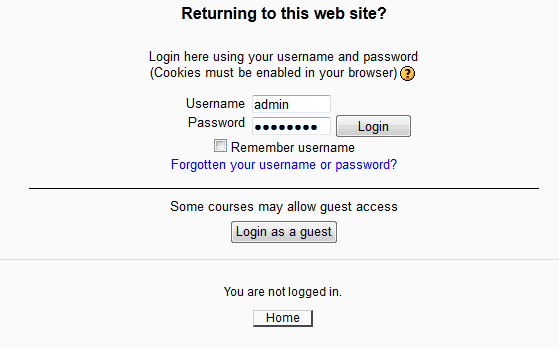 Returning to this web site?
Login here using your username and password
(Cookies must be enabled in your browser) ?
Username admin
Password ●●●●●●●● Login
Remember username
Forgotten your username or password?
Some courses may allow guest access
Login as a guest
You are not logged in.
Home